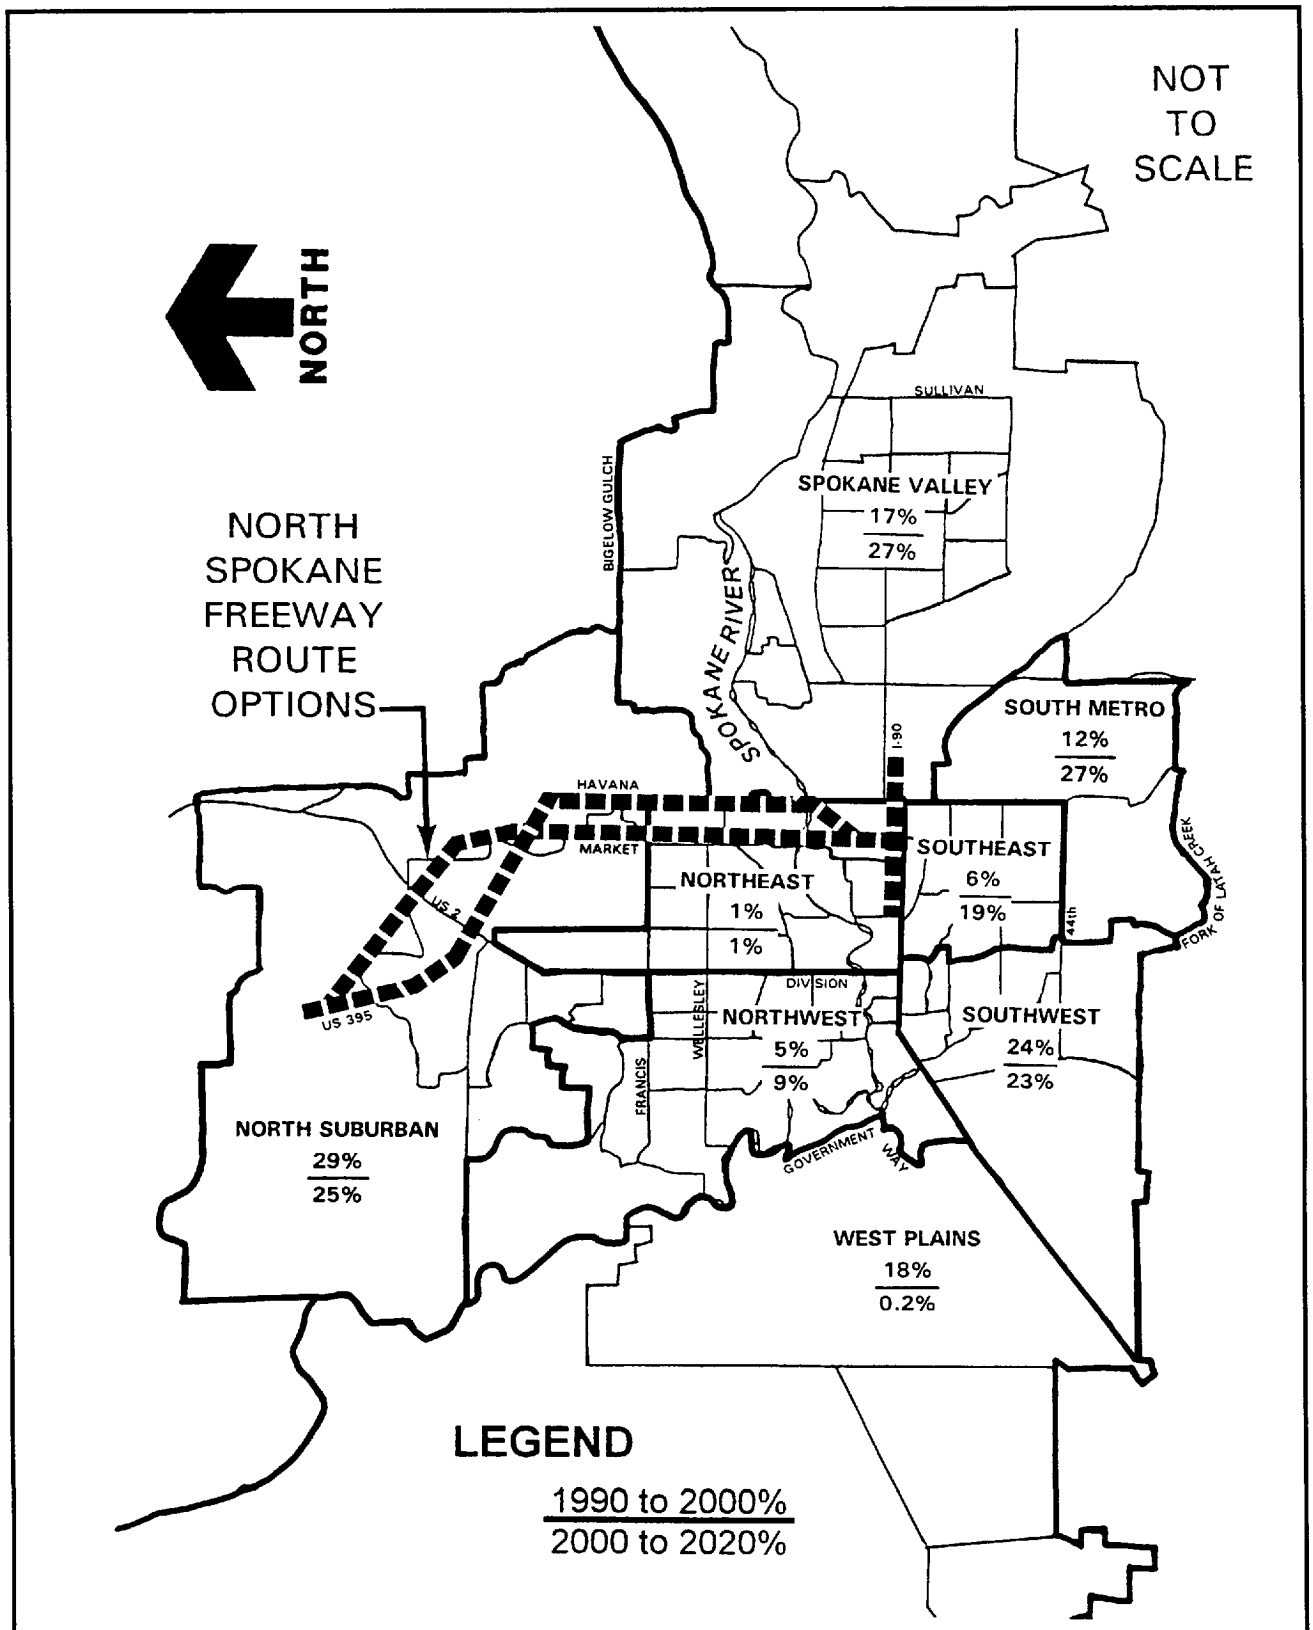 NOT
TO
SCALE
NORTH
SULLIVAN
BIGELOW GULCH
SPOKANE VALLEY
17%
27%
NORTH
SPOKANE
FREEWAY
ROUTE
OPTIONS
SPOKANE RIVER
SOUTH METRO
12%
27%
I-90
HAVANA
MARKET
SOUTHEAST
6%
19%
44th
FORK OF LATAH CREEK
NORTHEAST
1%
1%
US 2
US 395
DIVISION
WELLESLEY
NORTHWEST
5%
9%
SOUTHWEST
24%
23%
FRANCIS
GOVERNMENT WAY
NORTH SUBURBAN
29%
25%
WEST PLAINS
18%
0.2%
LEGEND
1990 to 2000%
2000 to 2020%